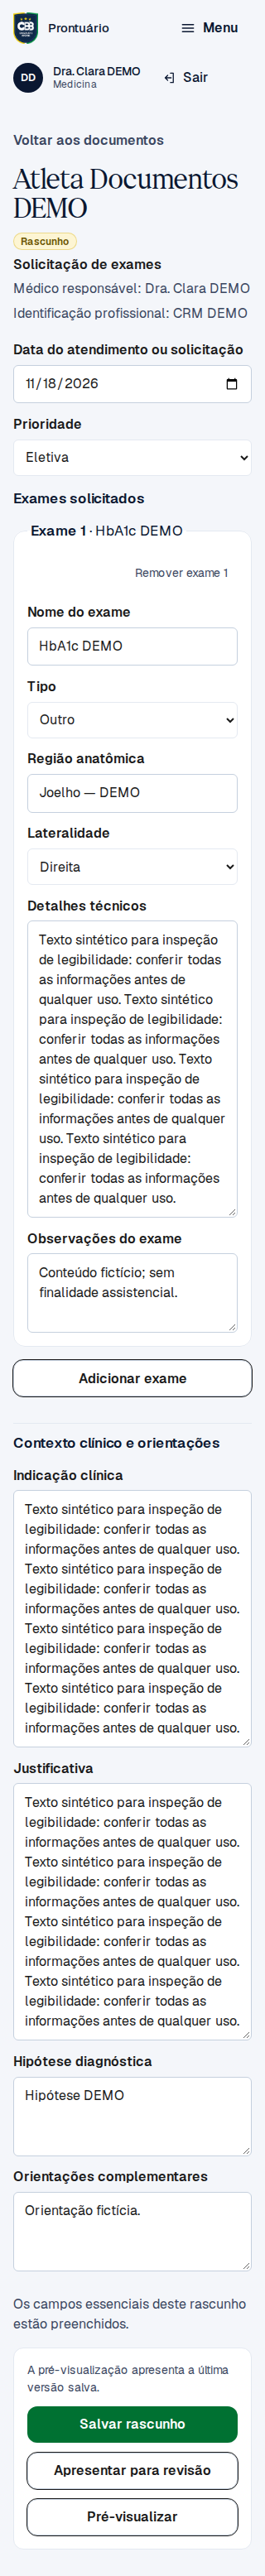 CBB
Prontuário
Menu
DD
Dra. Clara DEMO
Medicina
Sair
Voltar aos documentos
Atleta Documentos
DEMO
Rascunho
Solicitação de exames
Médico responsável: Dra. Clara DEMO
Identificação profissional: CRM DEMO
Data do atendimento ou solicitação
11/18/2026
Prioridade
Eletiva
Exames solicitados
Exame 1 · HbA1c DEMO
Remover exame 1
Nome do exame
HbA1c DEMO
Tipo
Outro
Região anatômica
Joelho — DEMO
Lateralidade
Direita
Detalhes técnicos
Texto sintético para inspeção
de legibilidade: conferir todas
as informações antes de
qualquer uso. Texto sintético
para inspeção de legibilidade:
conferir todas as informações
antes de qualquer uso. Texto
sintético para inspeção de
legibilidade: conferir todas as
informações antes de qualquer
uso. Texto sintético para
inspeção de legibilidade:
conferir todas as informações
antes de qualquer uso.
Observações do exame
Conteúdo fictício; sem
finalidade assistencial.
Adicionar exame
Contexto clínico e orientações
Indicação clínica
Texto sintético para inspeção de
legibilidade: conferir todas as
informações antes de qualquer uso.
Texto sintético para inspeção de
legibilidade: conferir todas as
informações antes de qualquer uso.
Texto sintético para inspeção de
legibilidade: conferir todas as
informações antes de qualquer uso.
Texto sintético para inspeção de
legibilidade: conferir todas as
informações antes de qualquer uso.
Justificativa
Texto sintético para inspeção de
legibilidade: conferir todas as
informações antes de qualquer uso.
Texto sintético para inspeção de
legibilidade: conferir todas as
informações antes de qualquer uso.
Texto sintético para inspeção de
legibilidade: conferir todas as
informações antes de qualquer uso.
Texto sintético para inspeção de
legibilidade: conferir todas as
informações antes de qualquer uso.
Hipótese diagnóstica
Hipótese DEMO
Orientações complementares
Orientação fictícia.
Os campos essenciais deste rascunho
estão preenchidos.
A pré-visualização apresenta a última
versão salva.
Salvar rascunho
Apresentar para revisão
Pré-visualizar